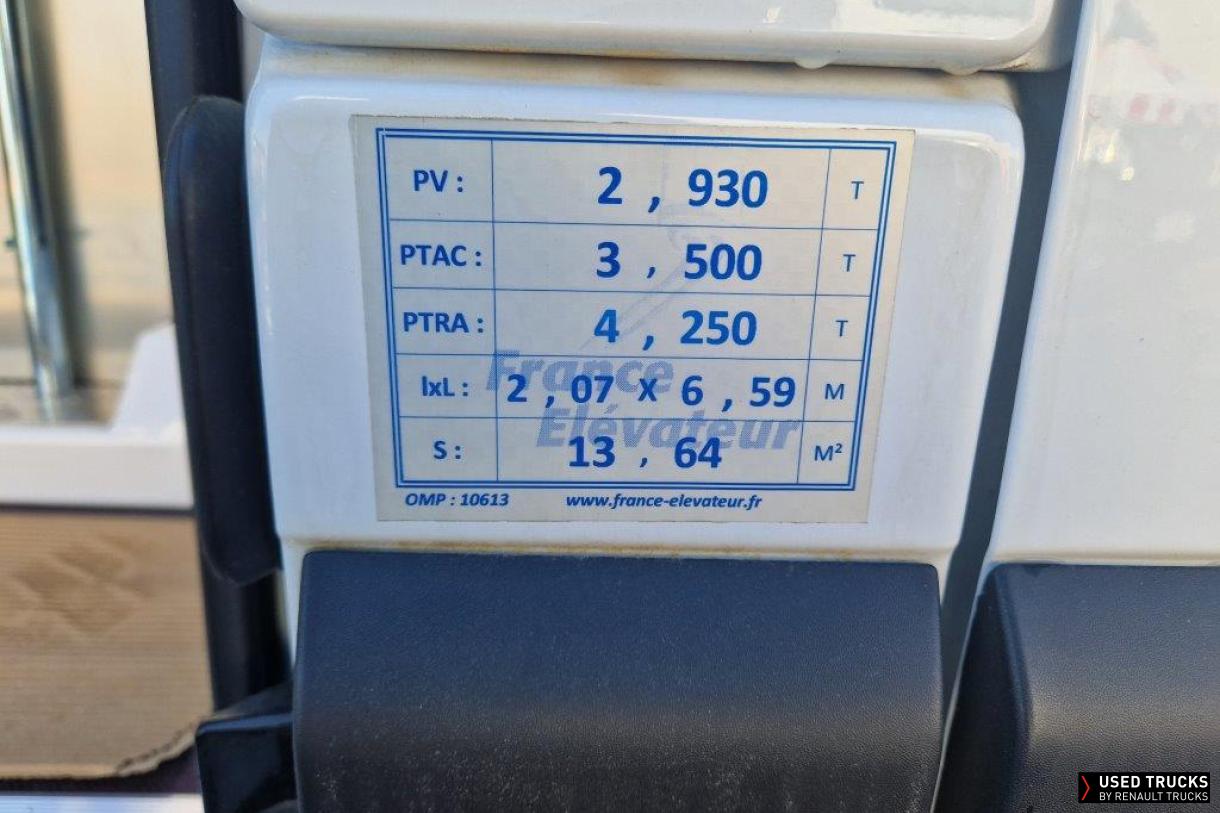 PV : 2 , 930 T
PTAC : 3 , 500 T
PTRA : 4 , 250 T
France
lxL : 2 , 07 X 6 , 59 M
Elévateur
S : 13 , 64 M²
OMP : 10613 www.france-elevateur.fr
USED TRUCKS
BY RENAULT TRUCKS